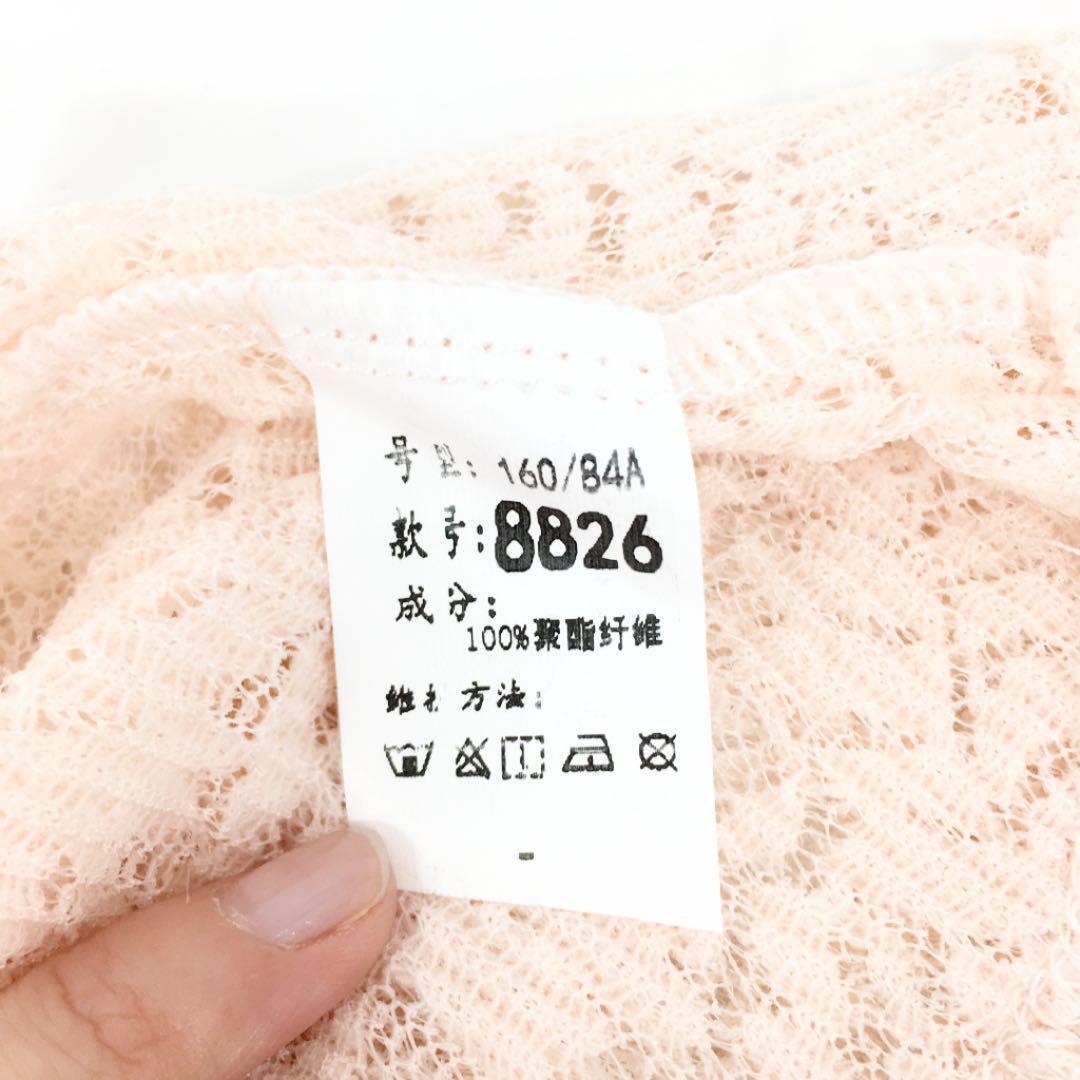 号型: 160/84A
款号: 8826
成分:
100%聚酯纤维
维护方法:
-